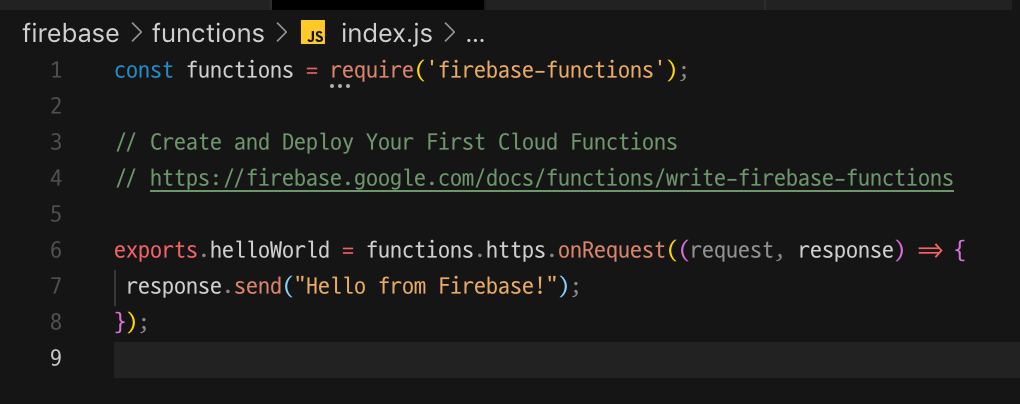 firebase > functions > JS index.js > ...
1 const functions = require('firebase-functions');
2
3 // Create and Deploy Your First Cloud Functions
4 // https://firebase.google.com/docs/functions/write-firebase-functions
5
6 exports.helloWorld = functions.https.onRequest((request, response) => {
7 response.send("Hello from Firebase!");
8 });
9